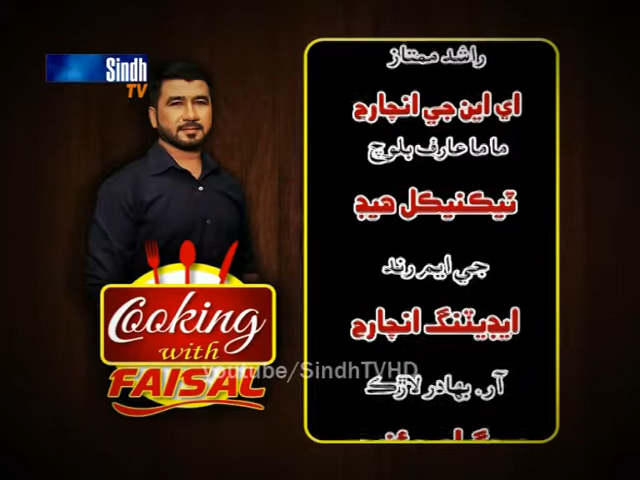 Sindh
TV
راشد ممتاز
اي اين جي انچارج
ماما عارف بلوچ
ٽيڪنيڪل هيڊ
جي ايم رند
ايڊيٽنگ انچارج
آر. بهادر لاڙڪ
Cooking
with
FAISAL
youtube/SindhTVHD